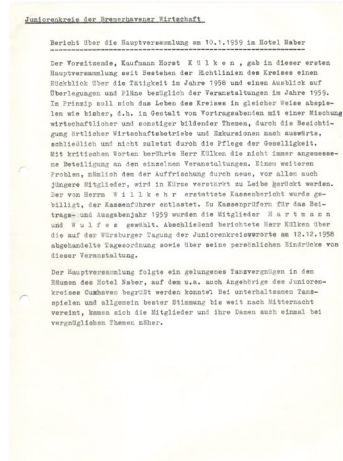 Juniorenkreis der Bremerhavener Wirtschaft
Bericht über die Hauptversammlung am 10.1.1959 im Hotel Naber
Der Vorsitzende, Kaufmann Horst K ü l k e n , gab in dieser ersten
Hauptversammlung seit Bestehen der Richtlinien des Kreises einen
Rückblick über die Tätigkeit im Jahre 1958 und einen Ausblick auf
Überlegungen und Pläne bezüglich der Veranstaltungen im Jahre 1959.
Im Prinzip soll sich das Leben des Kreises in gleicher Weise abspie-
len wie bisher, d.h. in Gestalt von Vortragsabenden mit einer Mischung
wirtschaftlicher und sonstiger bildender Themen, durch die Besichti-
gung örtlicher Wirtschaftsbetriebe und Exkursionen nach auswärts,
schließlich und nicht zuletzt durch die Pflege der Geselligkeit.
Mit kritischen Worten berührte Herr Külken die nicht immer angemesse-
ne Beteiligung an den einzelnen Veranstaltungen. Einem weiteren
Problem, nämlich dem der Auffrischung durch neue, vor allem auch
jüngere Mitglieder, wird in Kürze verstärkt zu Leibe gerückt werden.
Der von Herrn W i l l k e h r erstattete Kassenbericht wurde ge-
billigt, der Kassenführer entlastet. Zu Kassenprüfern für das Bei-
trags- und Ausgabenjahr 1959 wurden die Mitglieder H a r t m a n n
und W u l f e s gewählt. Abschließend berichtete Herr Külken über
die auf der Würzburger Tagung der Juniorenkreisworte am 12.12.1958
abgehandelte Tagesordnung sowie über seine persönlichen Eindrücke von
dieser Veranstaltung.
Der Hauptversammlung folgte ein gelungenes Tanzvergnügen in den
Räumen des Hotel Naber, auf dem u.a. auch Angehörige des Junioren-
kreises Cuxhaven begrüßt werden konnte. Bei unterhaltsamen Tanz-
spielen und allgemein bester Stimmung bis weit nach Mitternacht
vereint, kamen sich die Mitglieder und ihre Damen auch einmal bei
vergnüglichen Themen näher.